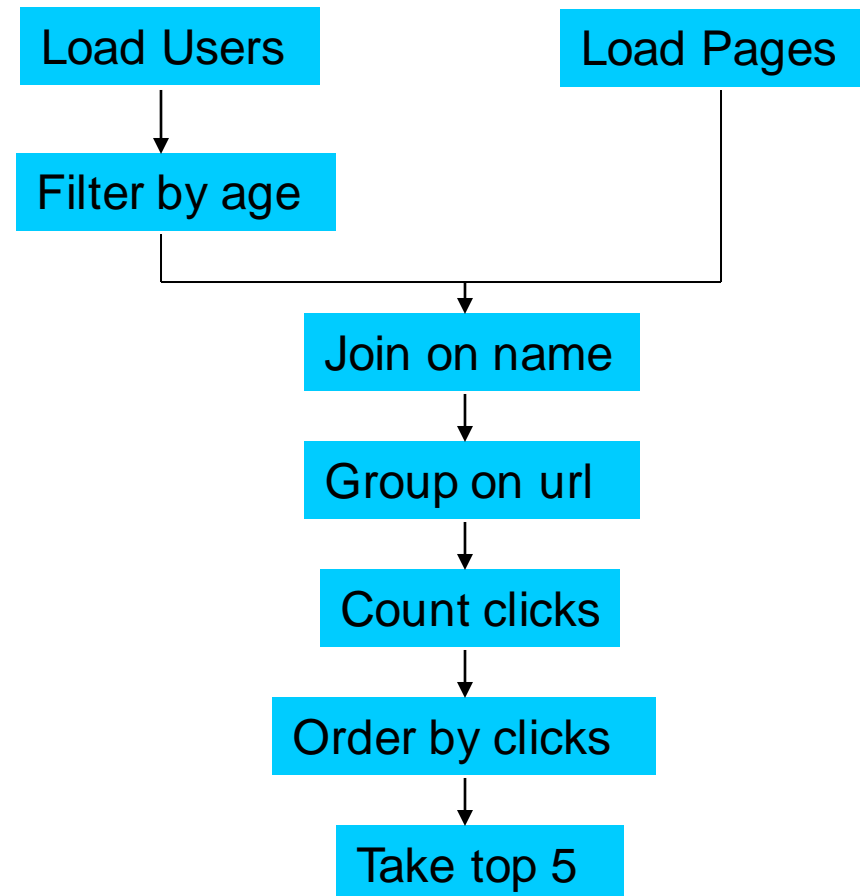 Load Users
Load Pages
Filter by age
Join on name
Group on url
Count clicks
Order by clicks
Take top 5